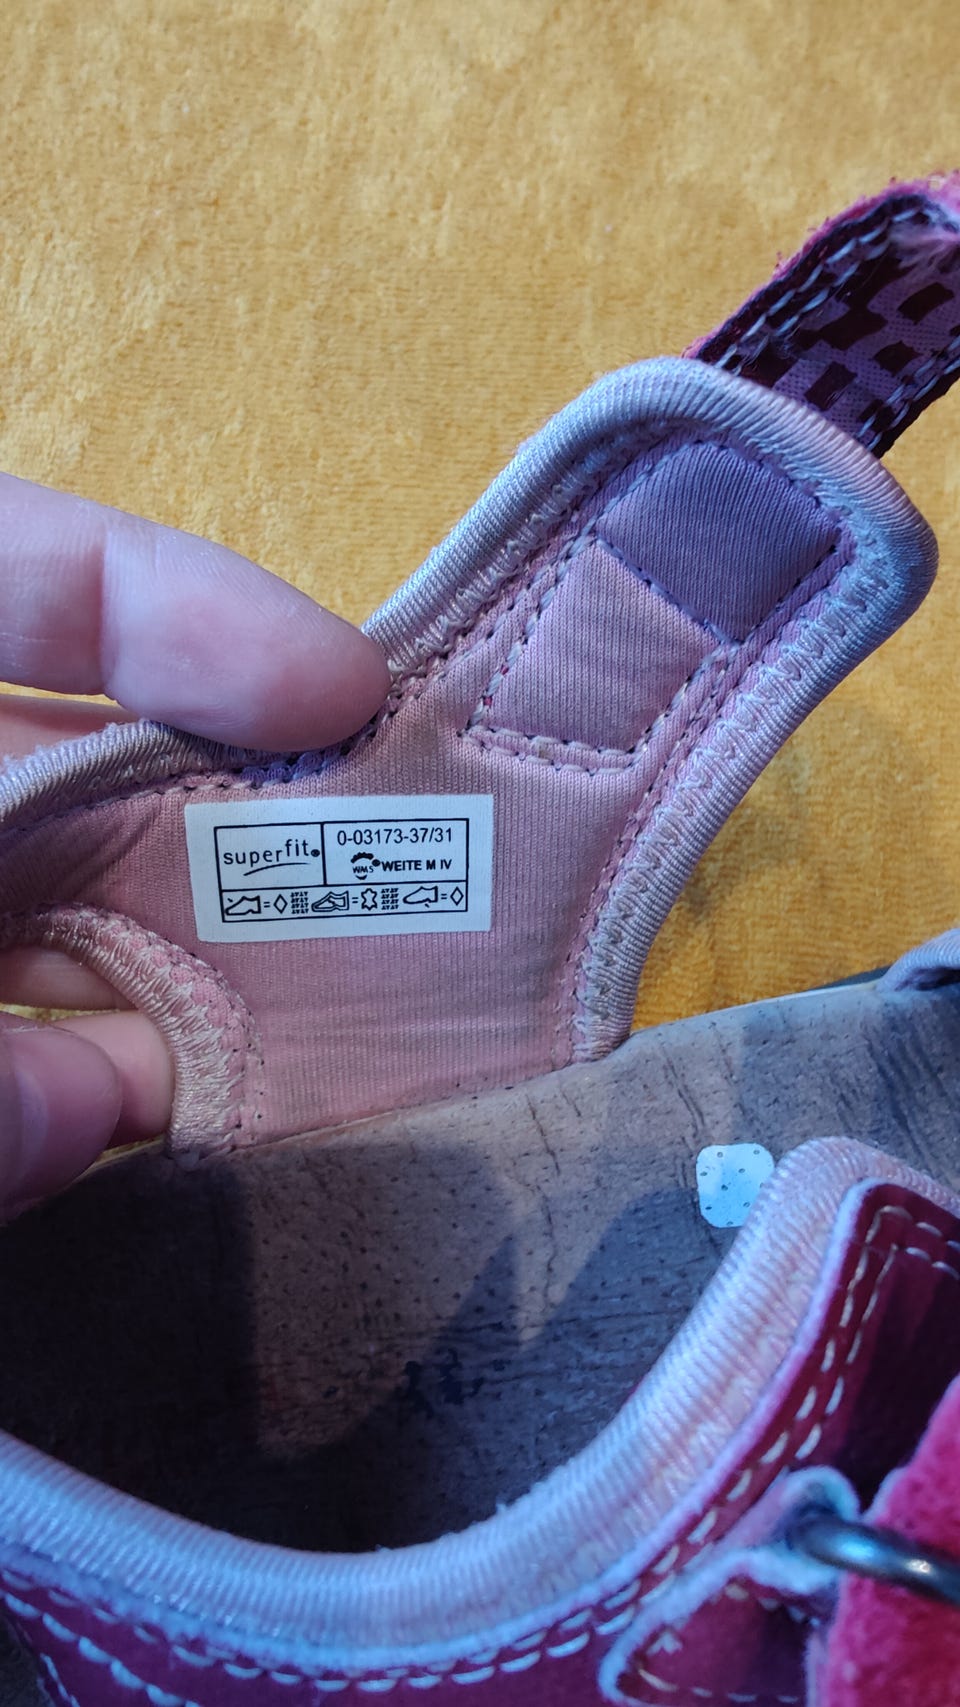 superfit
0-03173-37/31
WMS WEITE M IV
= = =